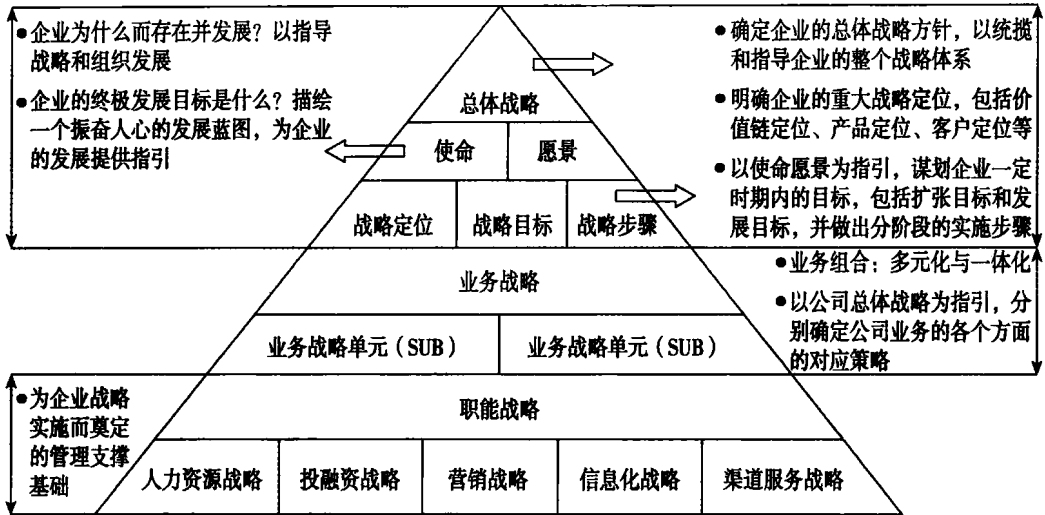 ●企业为什么而存在并发展？以指导
战略和组织发展
●企业的终极发展目标是什么？描绘
一个振奋人心的发展蓝图，为企业
的发展提供指引
●确定企业的总体战略方针，以统揽
和指导企业的整个战略体系
●明确企业的重大战略定位，包括价
值链定位、产品定位、客户定位等
●以使命愿景为指引，谋划企业一定
时期内的目标，包括扩张目标和发
展目标，并做出分阶段的实施步骤
总体战略
使命 愿景
战略定位 战略目标 战略步骤
业务战略
业务战略单元（SUB） 业务战略单元（SUB）
●业务组合：多元化与一体化
●以公司总体战略为指引，分
别确定公司业务的各个方面
的对应策略
●为企业战略
实施而奠定
的管理支撑
基础
职能战略
人力资源战略 投融资战略 营销战略 信息化战略 渠道服务战略